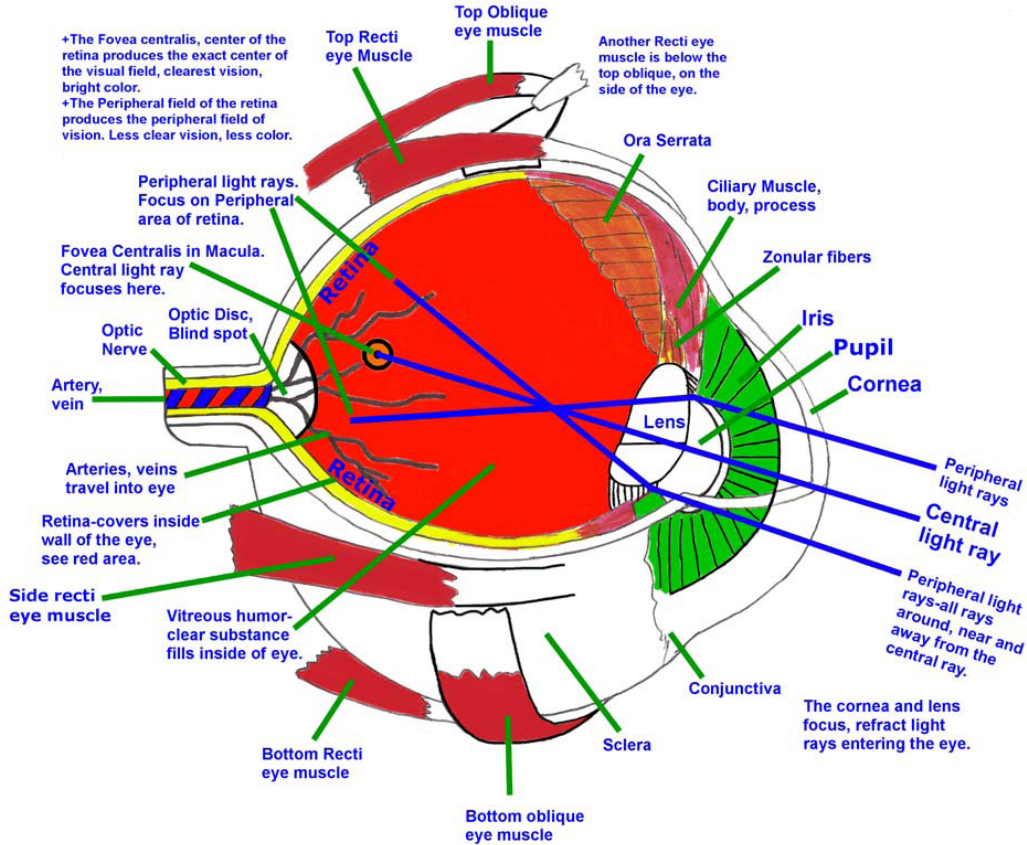 Top Oblique
eye muscle
Top Recti
eye Muscle
+The Fovea centralis, center of the
retina produces the exact center of
the visual field, clearest vision,
bright color.
+The Peripheral field of the retina
produces the peripheral field of
vision. Less clear vision, less color.
Another Recti eye
muscle is below the
top oblique, on the
side of the eye.
Ora Serrata
Peripheral light rays.
Focus on Peripheral
area of retina.
Ciliary Muscle,
body, process
Fovea Centralis in Macula.
Central light ray
focuses here.
Retina
Zonular fibers
Optic Disc,
Blind spot
Optic
Nerve
Iris
Pupil
Cornea
Artery,
vein
Lens
Arteries, veins
travel into eye
Retina
Peripheral
light rays
Retina-covers inside
wall of the eye,
see red area.
Central
light ray
Side recti
eye muscle
Vitreous humor-
clear substance
fills inside of eye.
Peripheral light
rays-all rays
around, near and
away from the
central ray.
Conjunctiva
The cornea and lens
focus, refract light
rays entering the eye.
Sclera
Bottom Recti
eye muscle
Bottom oblique
eye muscle